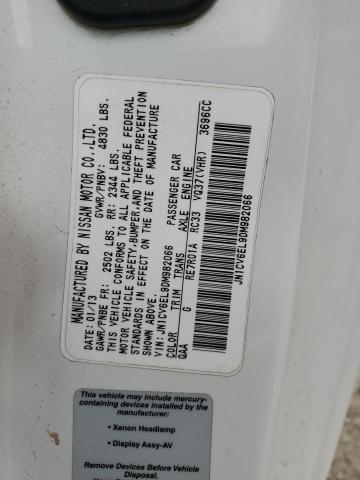 MANUFACTURED BY NISSAN MOTOR CO.,LTD.
DATE: 01/13 GVWR/PNBV: 4830 LBS.
GAWR/PNBE FR: 2502 LBS. RR: 2344 LBS.
THIS VEHICLE CONFORMS TO ALL APPLICABLE FEDERAL
MOTOR VEHICLE SAFETY,BUMPER,AND THEFT PREVENTION
STANDARDS IN EFFECT ON THE DATE OF MANUFACTURE
SHOWN ABOVE.
VIN: JN1CV6EL9DM982066 PASSENGER CAR
COLOR TRIM TRANS AXLE ENGINE
QAA G RE7R01A RC33 VQ37(VHR) 3696CC
JN1CV6EL9DM982066
This vehicle may include mercury-
containing devices installed by the
manufacturer:
• Xenon Headlamp
• Display Assy-AV
Remove Devices Before Vehicle
Disposal.